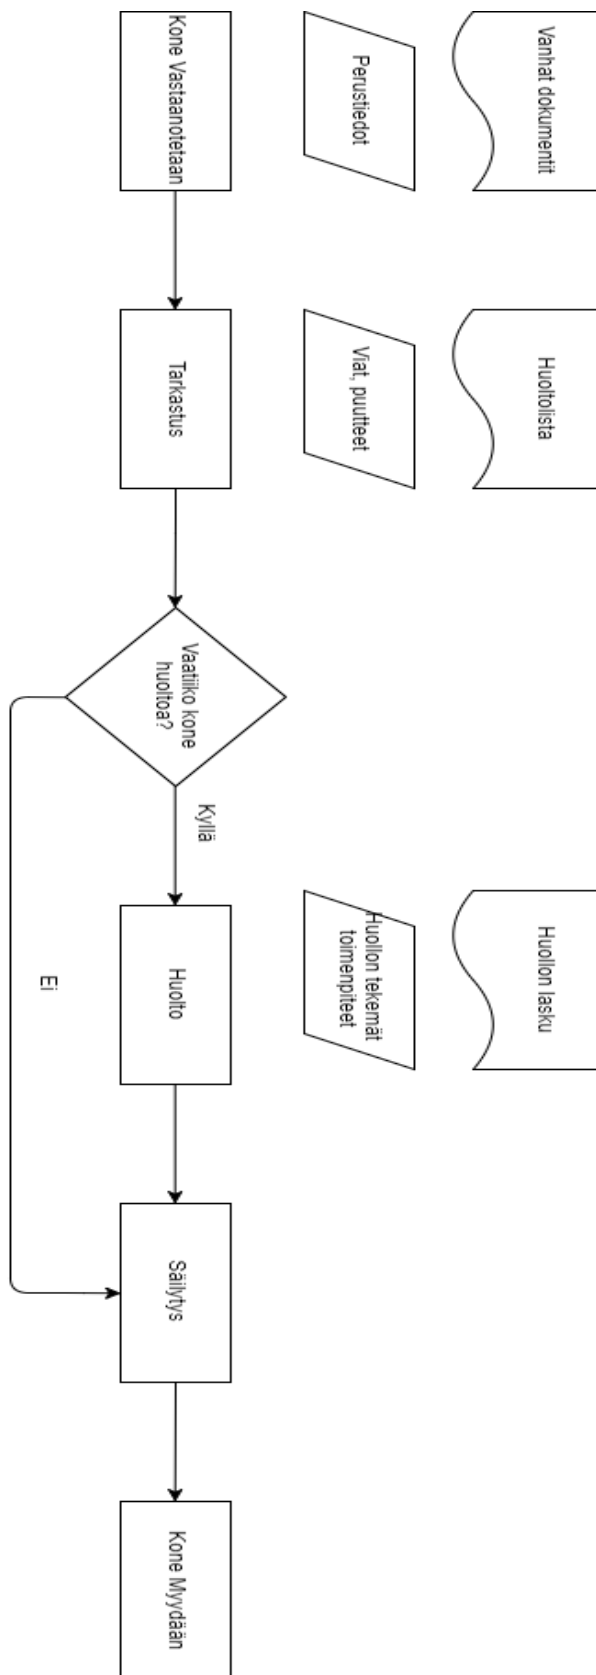 Vanhat dokumentit
Huoltolista
Huollon lasku
Perustiedot
Viat, puutteet
Huollon tekemät
toimenpiteet
Kone Vastaanotetaan
Tarkastus
Vaatiiko kone
huoltoa?
Kyllä
Huolto
Säilytys
Kone Myydään
Ei